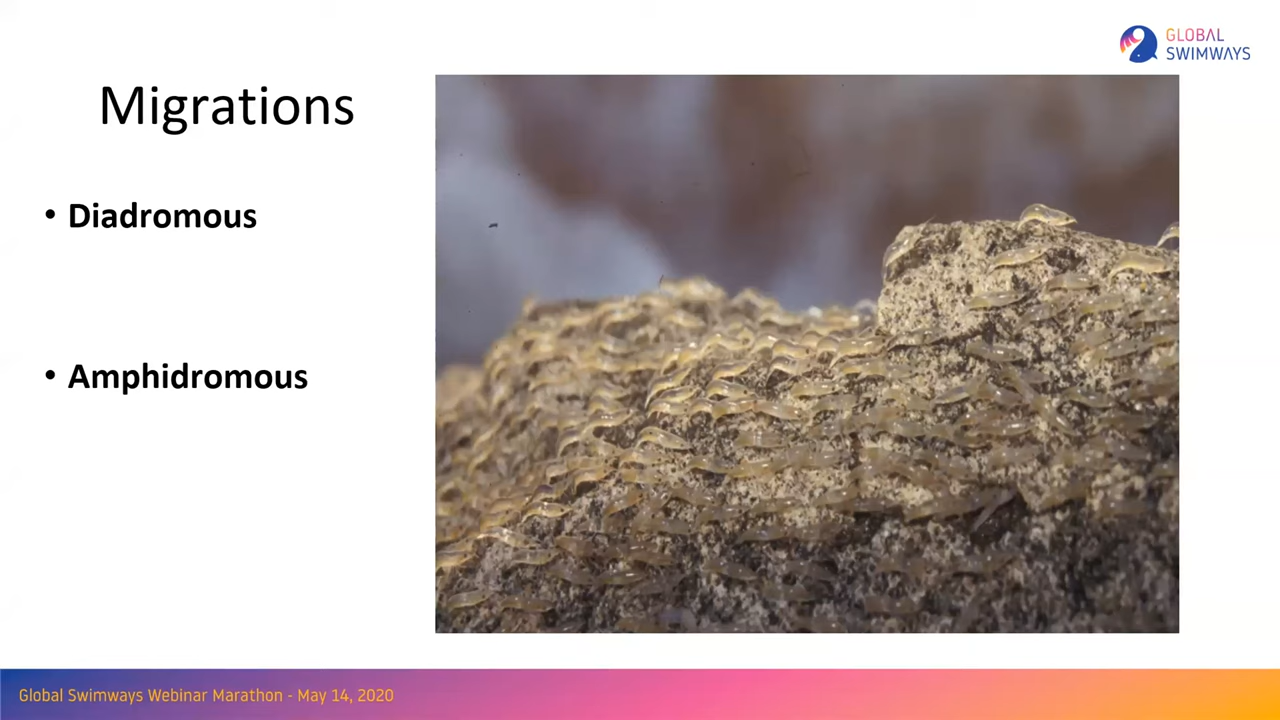 GLOBAL
SWIMWAYS
Migrations
• Diadromous
• Amphidromous
Global Swimways Webinar Marathon - May 14, 2020